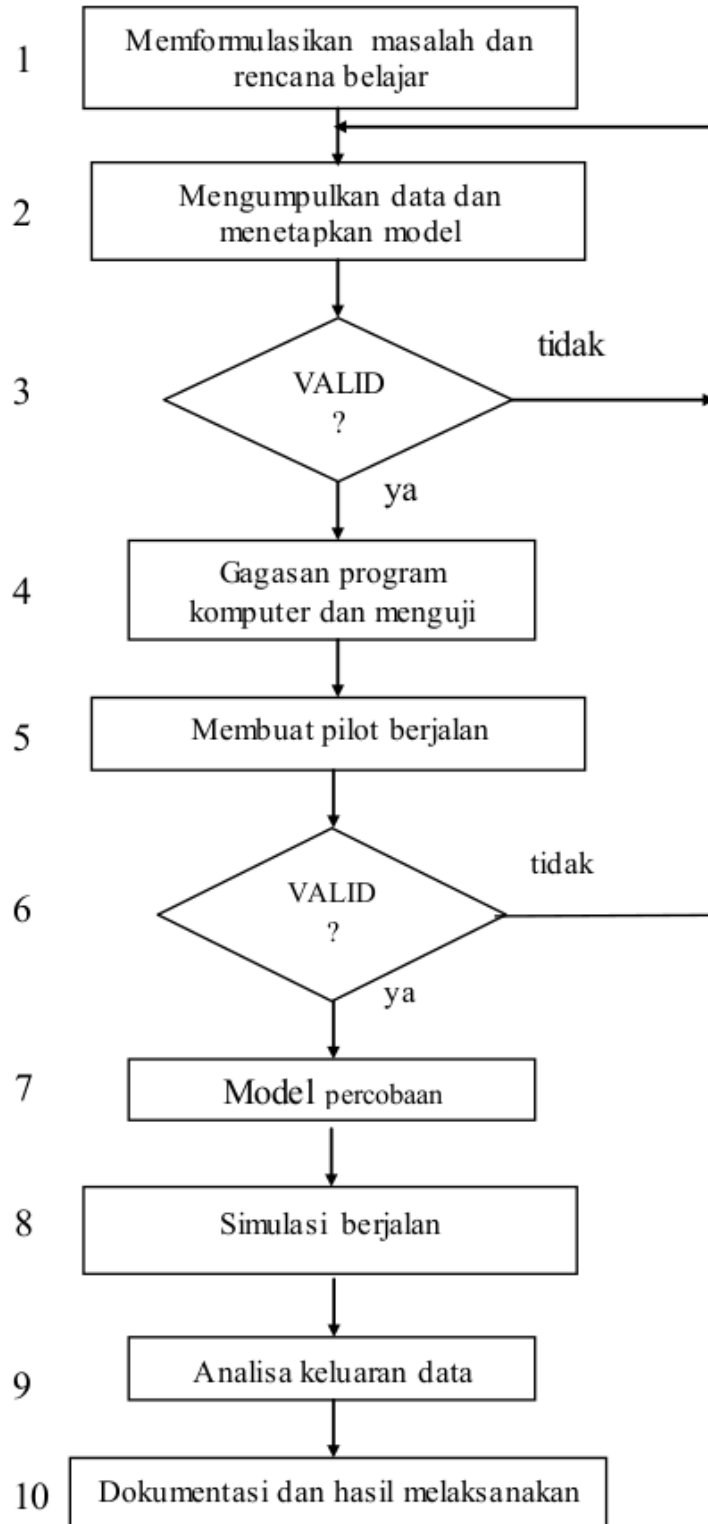 1
Memformulasikan masalah dan
rencana belajar
2
Mengumpulkan data dan
menetapkan model
tidak
3
VALID
?
ya
4
Gagasan program
komputer dan menguji
5
Membuat pilot berjalan
tidak
6
VALID
?
ya
7
Model percobaan
8
Simulasi berjalan
9
Analisa keluaran data
10
Dokumentasi dan hasil melaksanakan